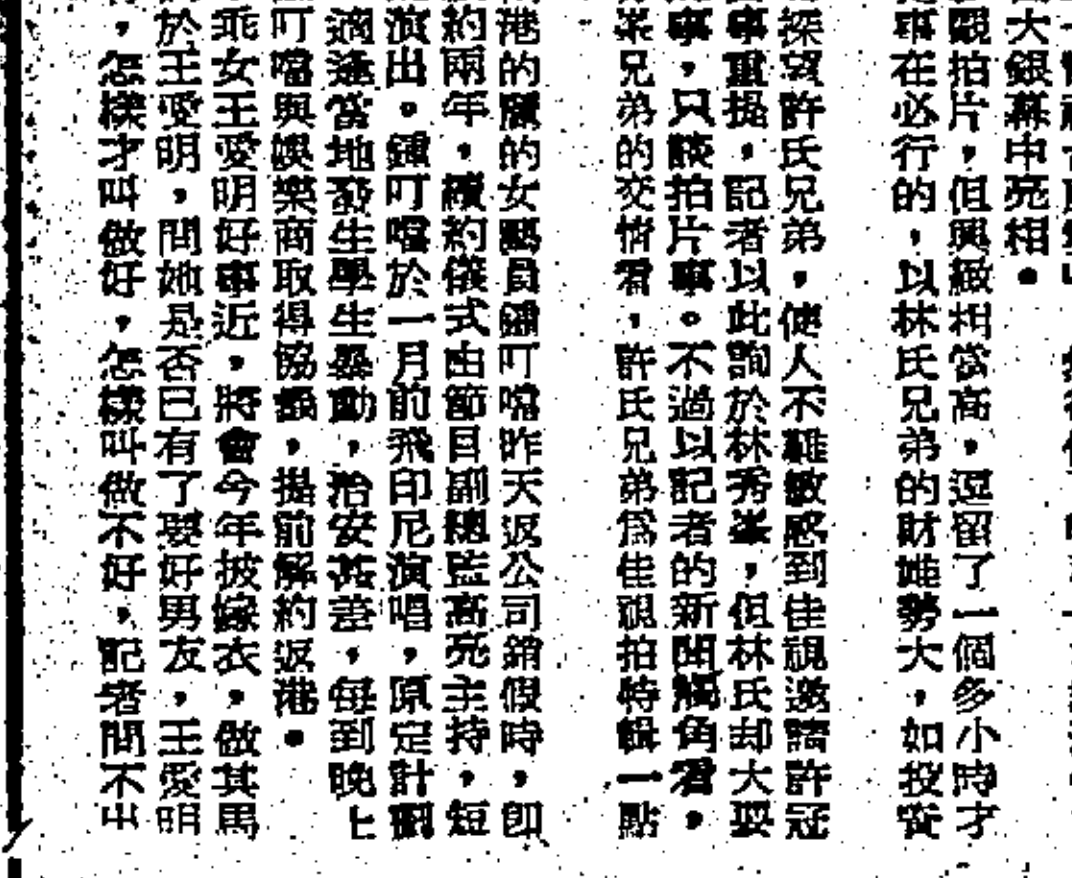 大銀幕中亮相。
觀拍片，但興緻相當高，逗留了一個多小時才
事在必行的，以林氏兄弟的財雄勢大，如投資
探望許氏兄弟，使人不難敏感到佳視邀請許冠
事重提，記者以此詢於林秀峯，但林氏却大耍
事，只談拍片事。不過以記者的新聞觸角看，
峯兄弟的交情看，許氏兄弟爲佳視拍特輯一點
港的的女藝員鍾叮噹昨天返公司銷假時，卽
約兩年，續約儀式由節目副總監高亮主持，短
演出。鍾叮噹於一月前飛印尼演唱，原定計劃
適逢當地發生學生暴動，治安甚差，每到晚上
叮噹與娛樂商取得協議，提前解約返港。
乖女王愛明好事近，將會今年披嫁衣，做其馬
於王愛明，問她是否已有了要好男友，王愛明
，怎樣才叫做好，怎樣叫做不好，記者問不出